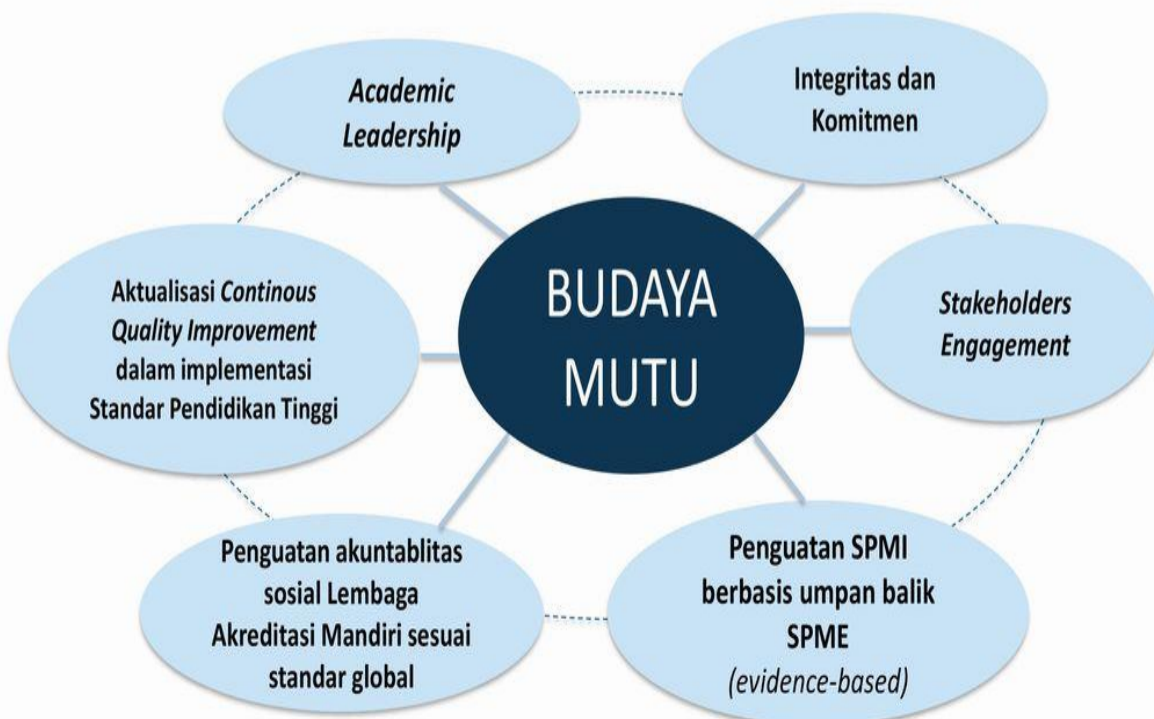 Academic
Leadership
Integritas dan
Komitmen
BUDAYA
MUTU
Stakeholders
Engagement
Aktualisasi Continous
Quality Improvement
dalam implementasi
Standar Pendidikan Tinggi
Penguatan akuntablitas
sosial Lembaga
Akreditasi Mandiri sesuai
standar global
Penguatan SPMI
berbasis umpan balik
SPME
(evidence-based)